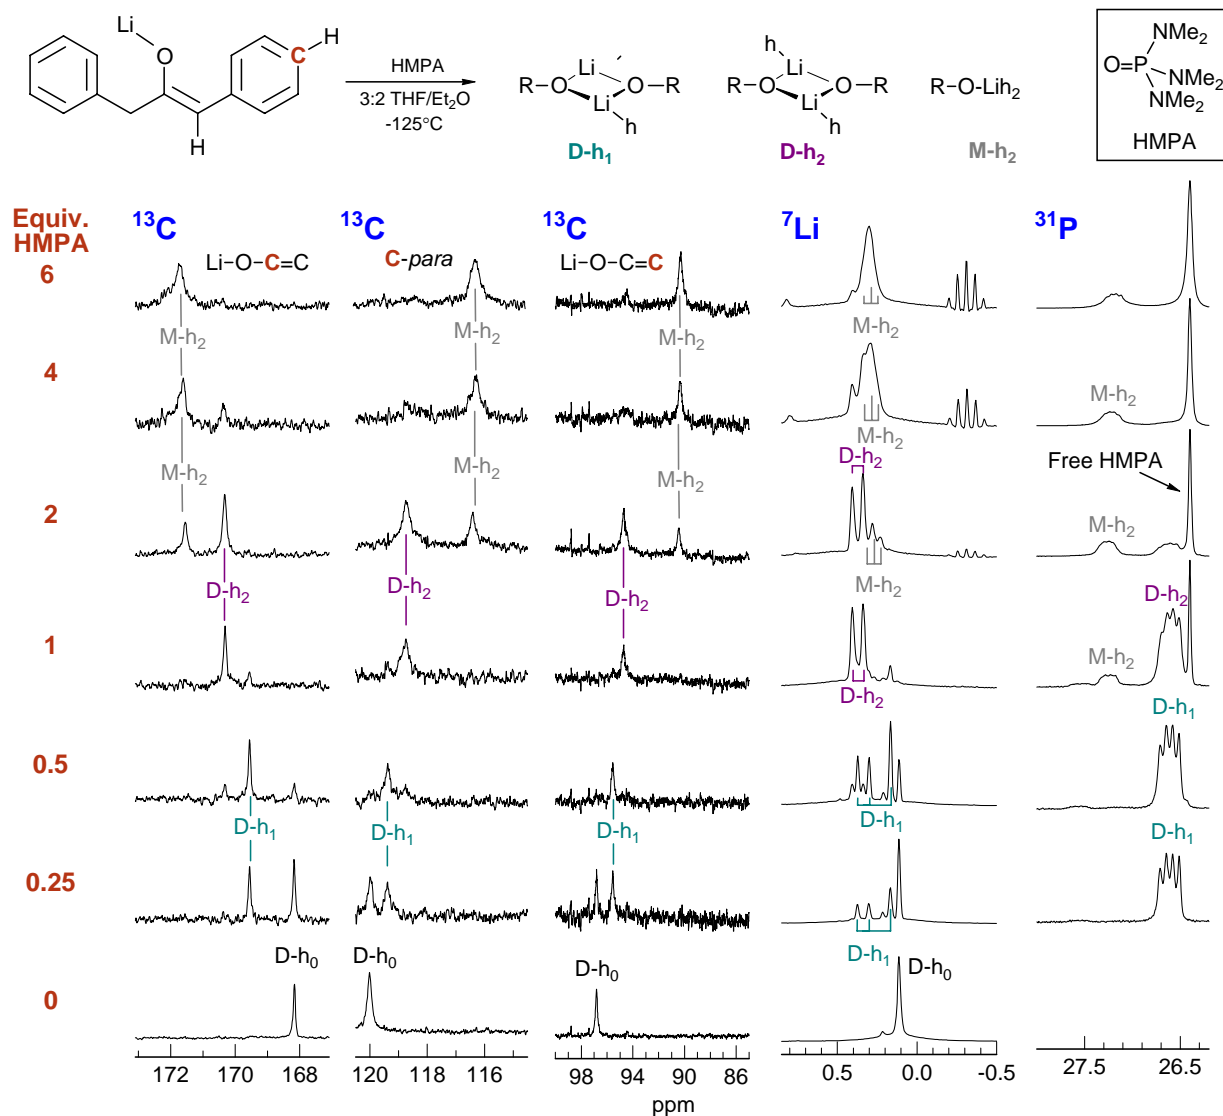 Li
O
C
H
H
HMPA
3:2 THF/Et2O
-125°C
Li
R–O
O–R
Li
h
D-h1
h
Li
R–O
O–R
Li
h
D-h2
R–O-Lih2
M-h2
NMe2
O=P
NMe2
NMe2
HMPA
Equiv.
HMPA
13C
13C
13C
7Li
31P
Li–O–C=C
C-para
Li–O–C=C
6
M-h2
M-h2
M-h2
M-h2
4
M-h2
M-h2
M-h2
M-h2
M-h2
D-h2
Free HMPA
2
M-h2
M-h2
D-h2
D-h2
D-h2
D-h2
1
M-h2
D-h2
D-h1
0.5
D-h1
D-h1
D-h1
D-h1
D-h1
0.25
D-h1
D-h0
D-h0
D-h0
D-h0
0
172 170 168
120 118 116
98 94 90 86
0.5 0.0 -0.5
27.5 26.5
ppm